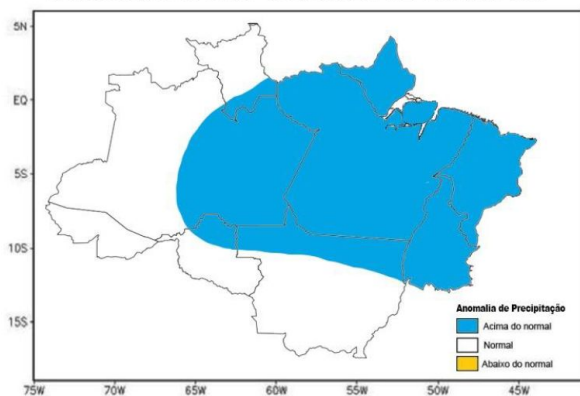 5N
EQ
5S
10S
15S
75W 70W 65W 60W 55W 50W 45W
Anomalia de Precipitação
Acima do normal
Normal
Abaixo do normal